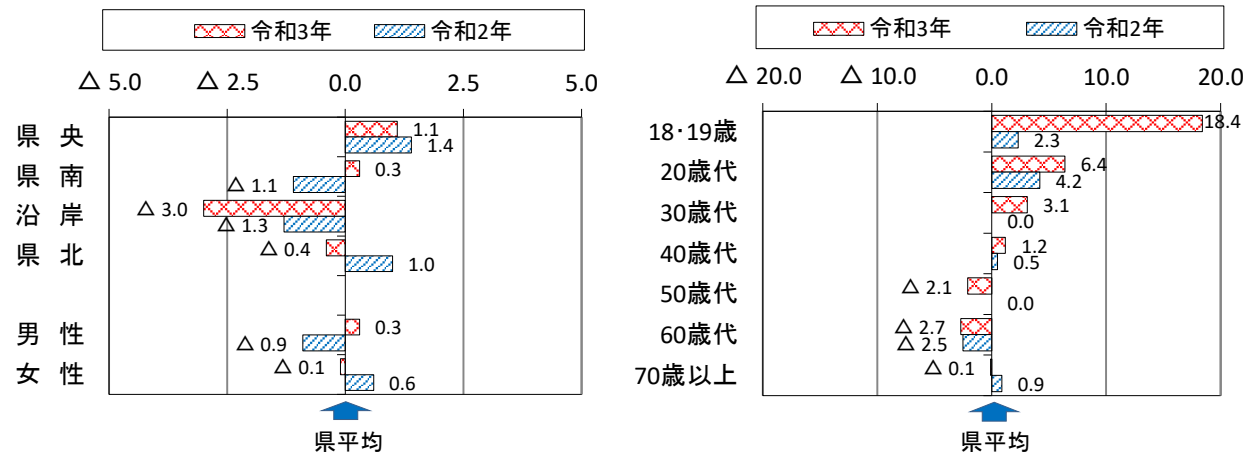 令和3年 令和2年
△ 5.0 △ 2.5 0.0 2.5 5.0
県 央 1.1
1.4
県 南 0.3
△ 1.1
沿 岸 △ 3.0
△ 1.3
県 北 △ 0.4
1.0
男 性 0.3
△ 0.9
女 性 △ 0.1
0.6
県平均
令和3年 令和2年
△ 20.0 △ 10.0 0.0 10.0 20.0
18・19歳 18.4
2.3
20歳代 6.4
4.2
30歳代 3.1
0.0
40歳代 1.2
0.5
50歳代 △ 2.1
0.0
60歳代 △ 2.7
△ 2.5
70歳以上 △ 0.1
0.9
県平均